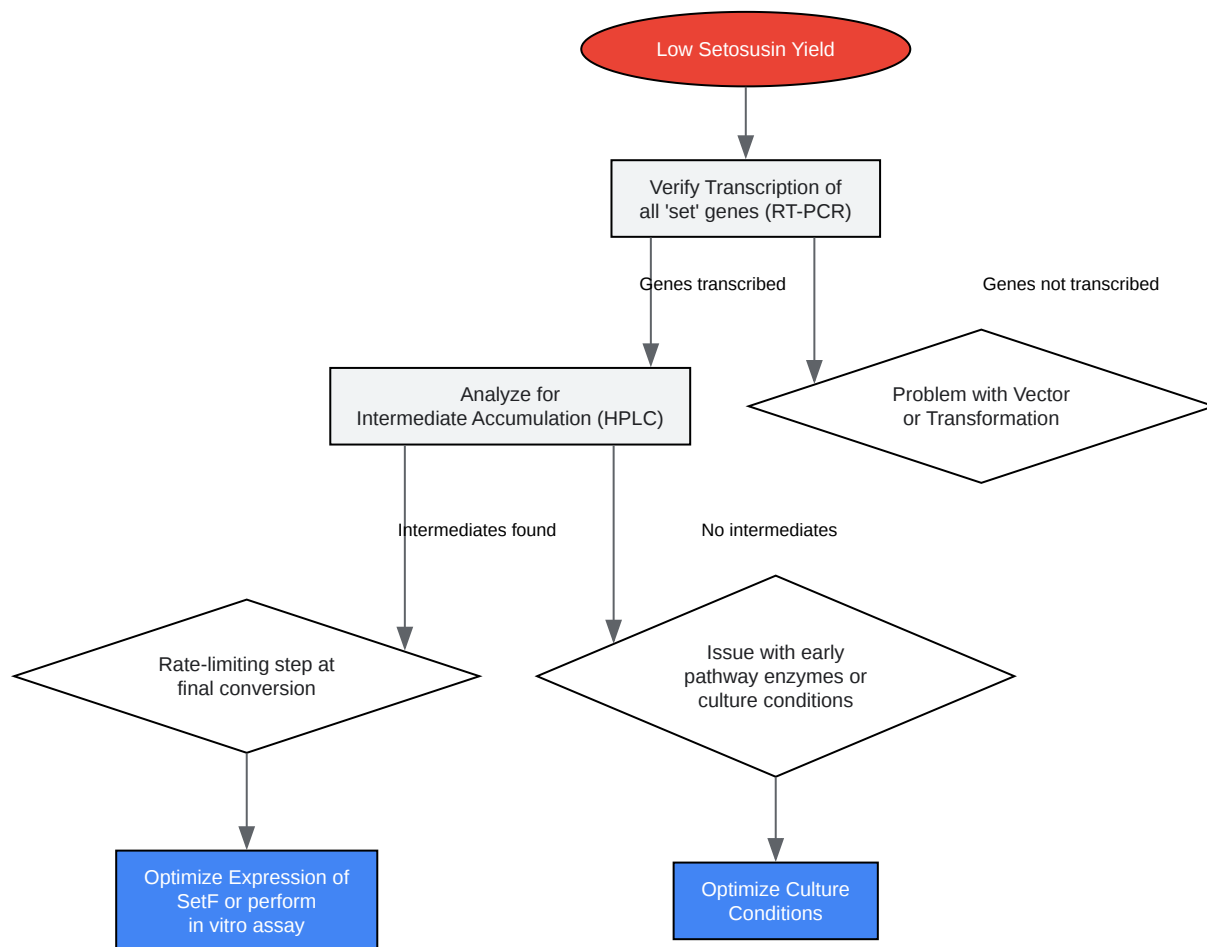 Low Setosusin Yield
Verify Transcription of
all 'set' genes (RT-PCR)
Genes transcribed
Genes not transcribed
Analyze for
Intermediate Accumulation (HPLC)
Problem with Vector
or Transformation
Intermediates found
No intermediates
Rate-limiting step at
final conversion
Issue with early
pathway enzymes or
culture conditions
Optimize Expression of
SetF or perform
in vitro assay
Optimize Culture
Conditions